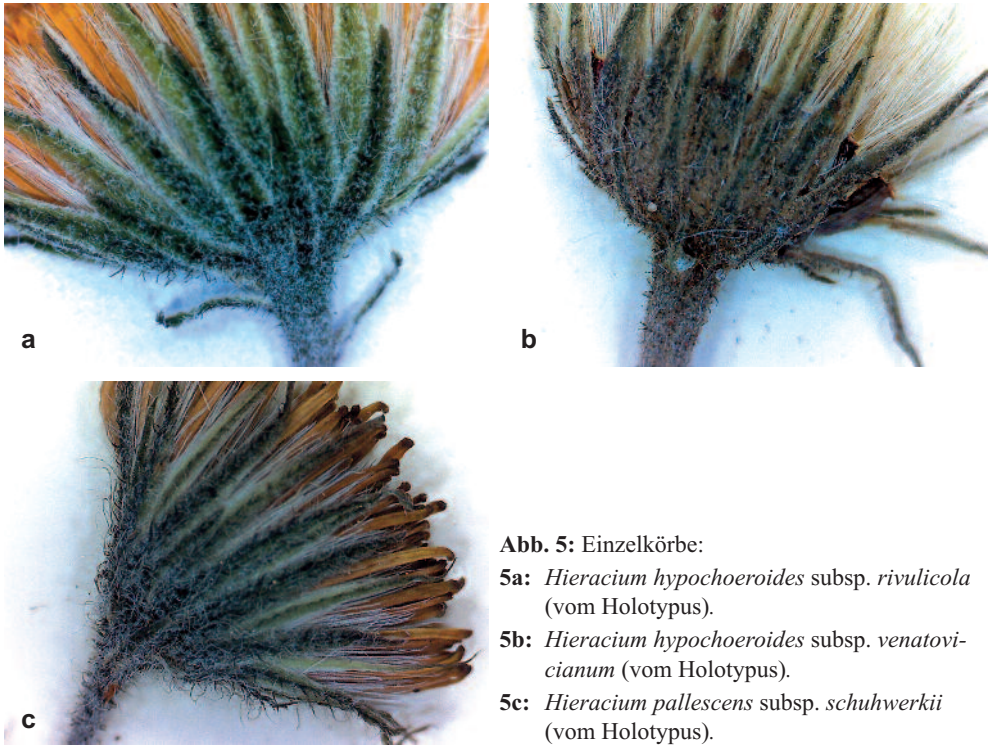 a
b
c
Abb. 5: Einzelkörbe:
5a: Hieracium hypochoeroides subsp. rivulicola
(vom Holotypus).
5b: Hieracium hypochoeroides subsp. venatovi-
cianum (vom Holotypus).
5c: Hieracium pallescens subsp. schuhwerkii
(vom Holotypus).